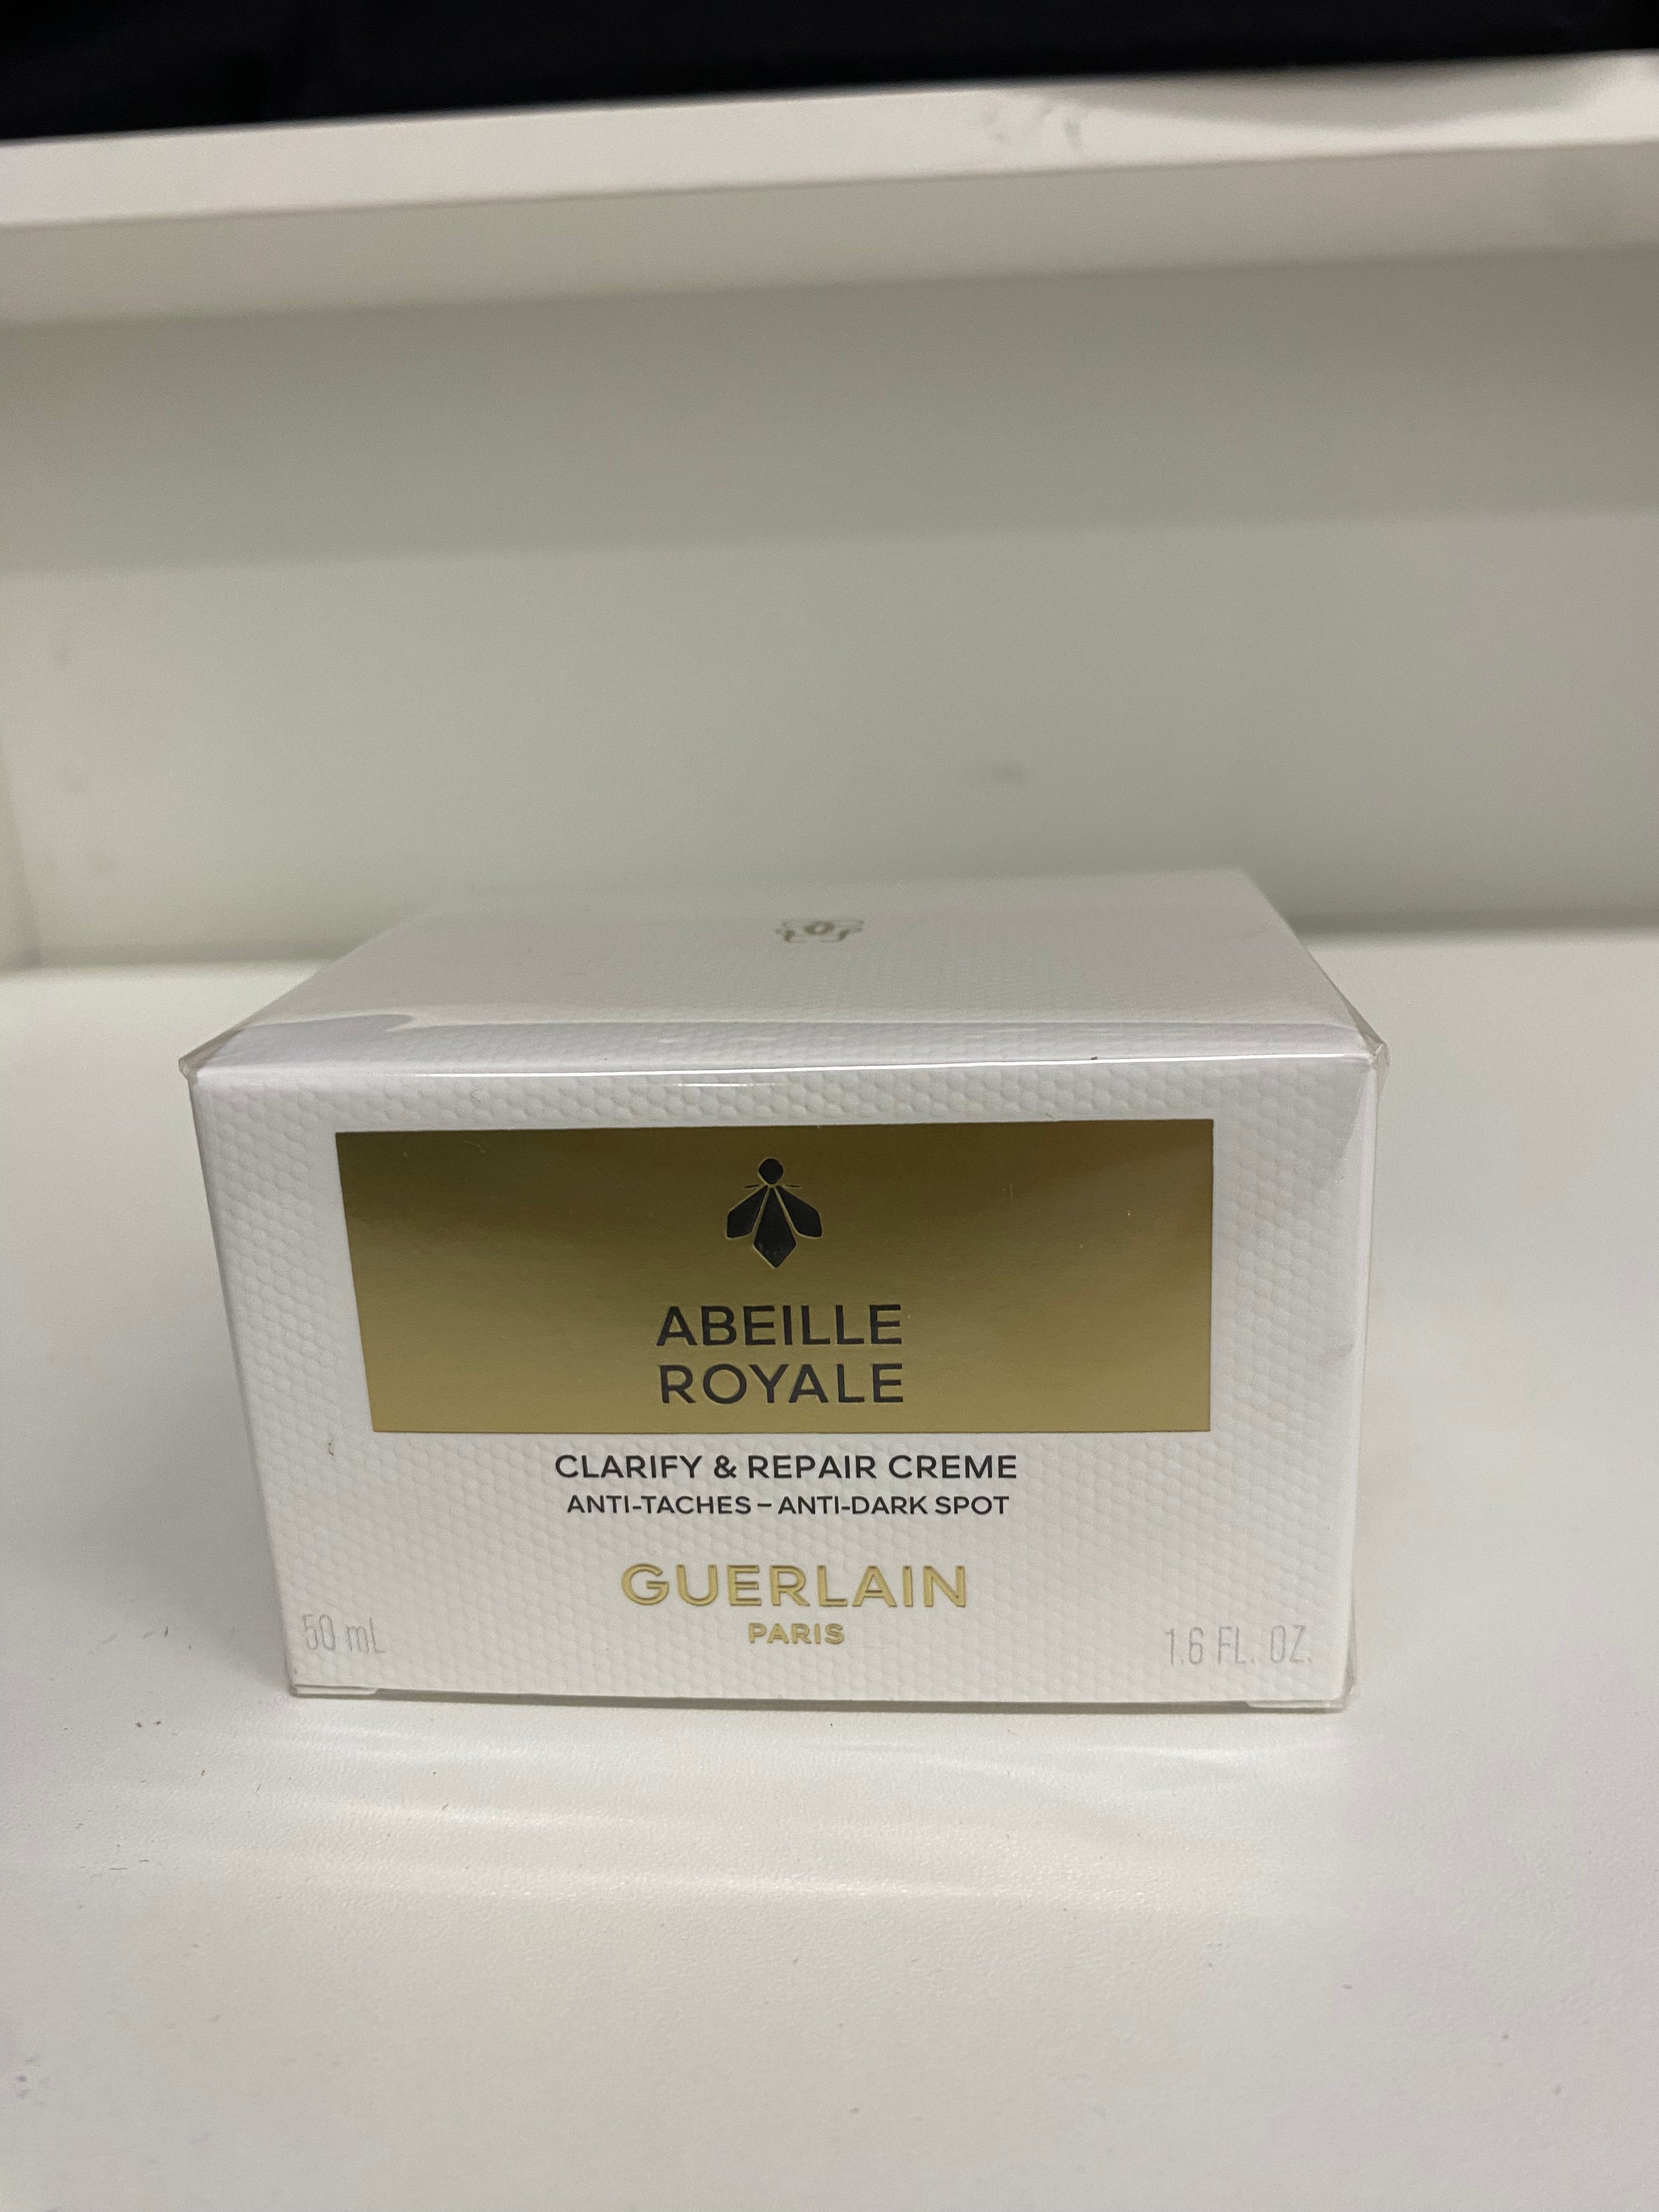 ABEILLE
ROYALE
CLARIFY & REPAIR CREME
ANTI-TACHES – ANTI-DARK SPOT
GUERLAIN
PARIS
50 mL
1.6 FL. OZ.